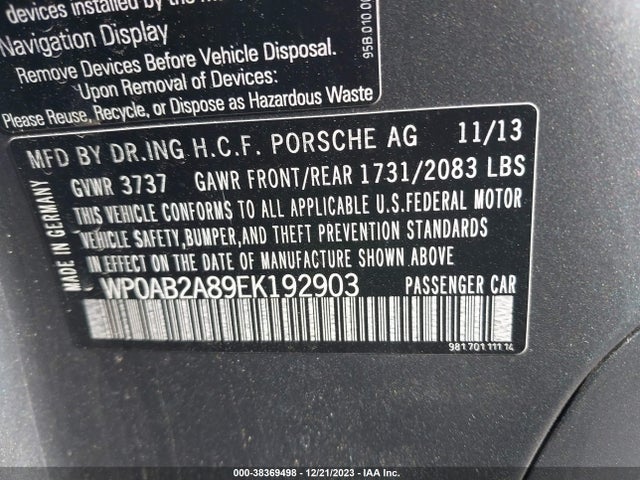 devices installed by the
Navigation Display
Remove Devices Before Vehicle Disposal.
Upon Removal of Devices:
Please Reuse, Recycle, or Dispose as Hazardous Waste
95B.010.00
MFD BY DR.ING H.C.F. PORSCHE AG 11/13
GVWR 3737 GAWR FRONT/REAR 1731/2083 LBS
THIS VEHICLE CONFORMS TO ALL APPLICABLE U.S.FEDERAL MOTOR
VEHICLE SAFETY,BUMPER,AND THEFT PREVENTION STANDARDS
IN EFFECT ON THE DATE OF MANUFACTURE SHOWN ABOVE
WP0AB2A89EK192903 PASSENGER CAR
MADE IN GERMANY
981 701 111 14
000-38369498 - 12/21/2023 - IAA Inc.